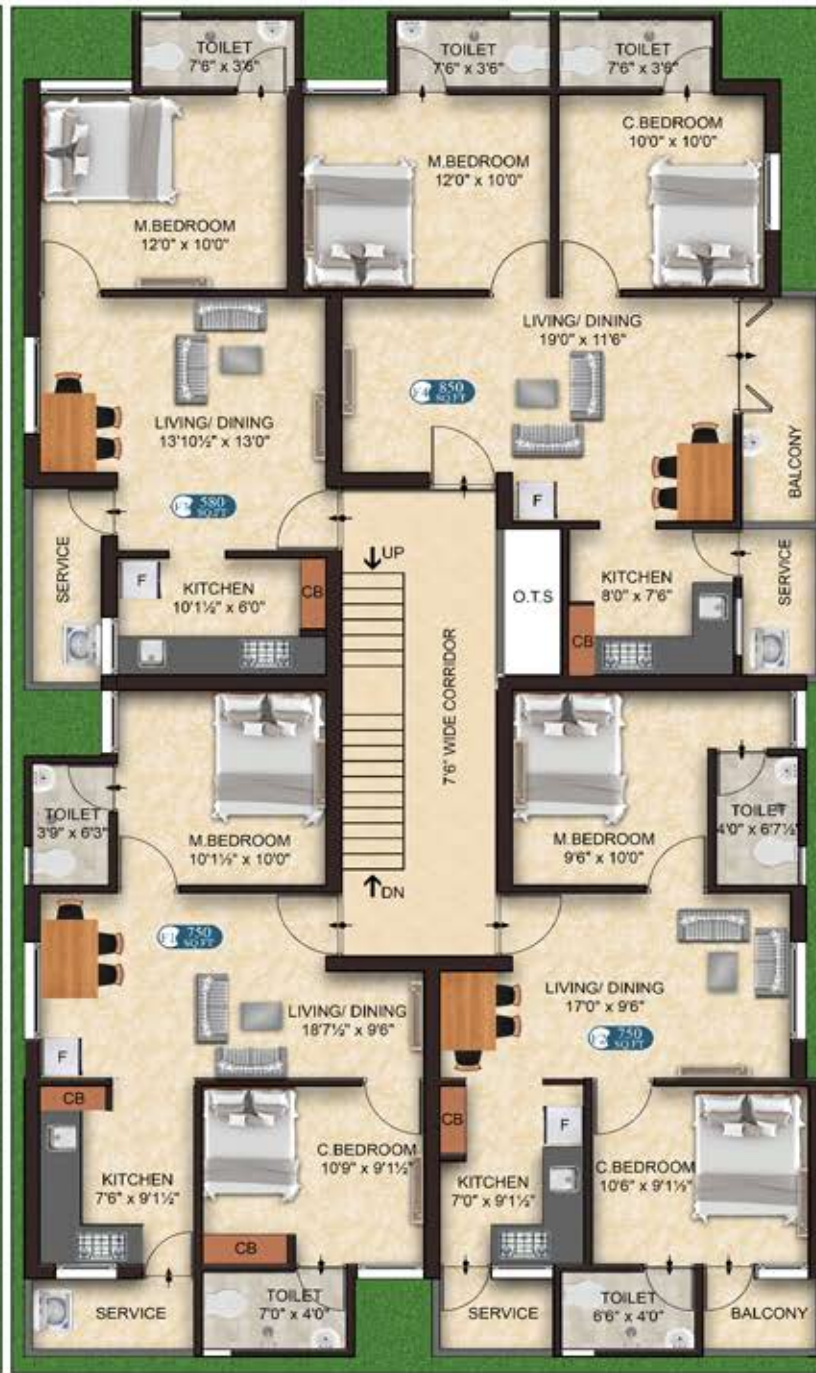 TOILET
7'6" x 3'6"
TOILET
7'6" x 3'6"
TOILET
7'6" x 3'6"
C.BEDROOM
10'0" x 10'0"
M.BEDROOM
12'0" x 10'0"
M.BEDROOM
12'0" x 10'0"
LIVING/ DINING
19'0" x 11'6"
F4 850
SQ FT
LIVING/ DINING
13'10½" x 13'0"
BALCONY
F
F3 580
SQ FT
SERVICE
UP
F
KITCHEN
10'1½" x 6'0"
CB
O.T.S
KITCHEN
8'0" x 7'6"
SERVICE
CB
7'6" WIDE CORRIDOR
TOILET
3'9" x 6'3"
M.BEDROOM
10'1½" x 10'0"
M.BEDROOM
9'6" x 10'0"
TOILET
4'0" x 6'7½"
DN
F1 750
SQ FT
LIVING/ DINING
18'7½" x 9'6"
LIVING/ DINING
17'0" x 9'6"
F2 750
SQ FT
F
CB
CB
F
C.BEDROOM
10'9" x 9'1½"
KITCHEN
7'6" x 9'1½"
KITCHEN
7'0" x 9'1½"
C.BEDROOM
10'6" x 9'1½"
CB
SERVICE
TOILET
7'0" x 4'0"
SERVICE
TOILET
6'6" x 4'0"
BALCONY